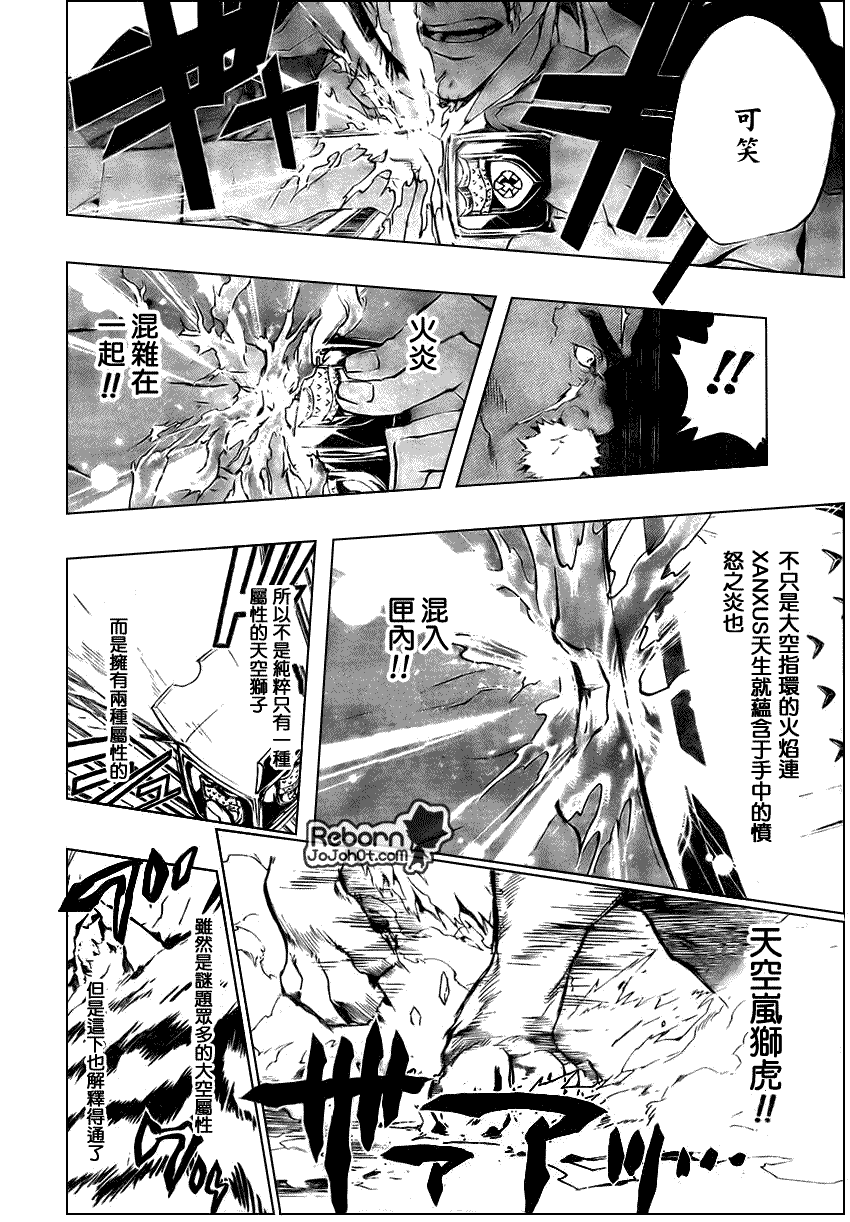 可笑
ギャ
!!
火炎
混雜在
一起!!
不只是大空指環的火焰連
XANXUS天生就蘊含于手中的憤
怒之炎也
混入
匣內!!
所以不是純粹只有一種
屬性的天空獅子
而是擁有兩種屬性的
Reborn
JoJohot.com
天空嵐獅虎!!
雖然是謎題眾多的大空屬性
但是這下也解釋得通了